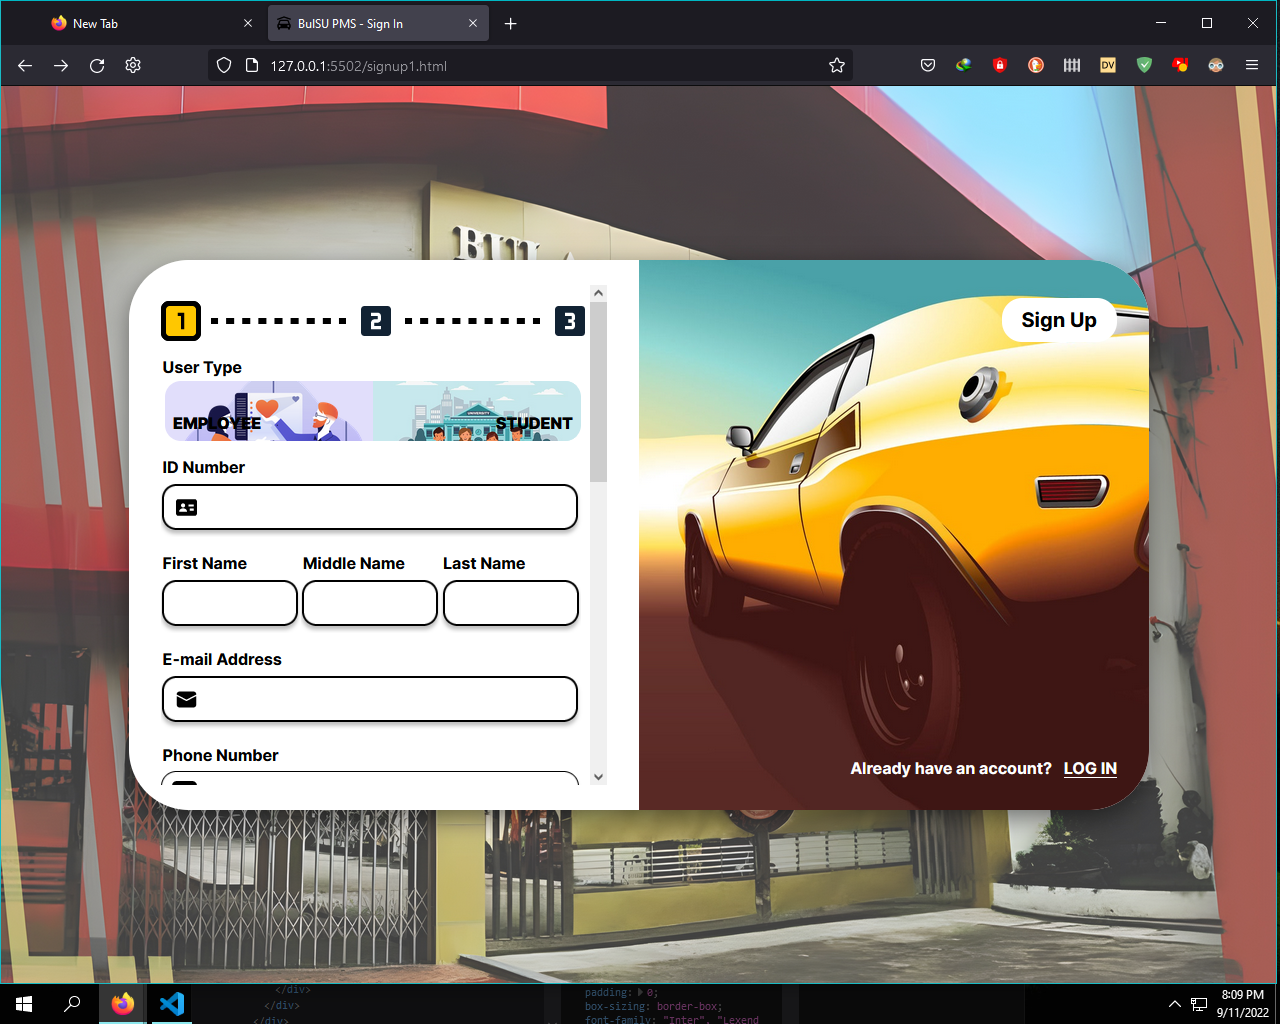 New Tab
BulSU PMS - Sign In
127.0.0.1:5502/signup1.html
DV
BUL
1
2
3
Sign Up
User Type
UNIVERSITY
EMPLOYEE
STUDENT
ID Number
First Name
Middle Name
Last Name
E-mail Address
Phone Number
Already have an account? LOG IN
</div>
</div>
</div>
padding: 0;
box-sizing: border-box;
font-family: "Inter", "Lexend
8:09 PM
9/11/2022